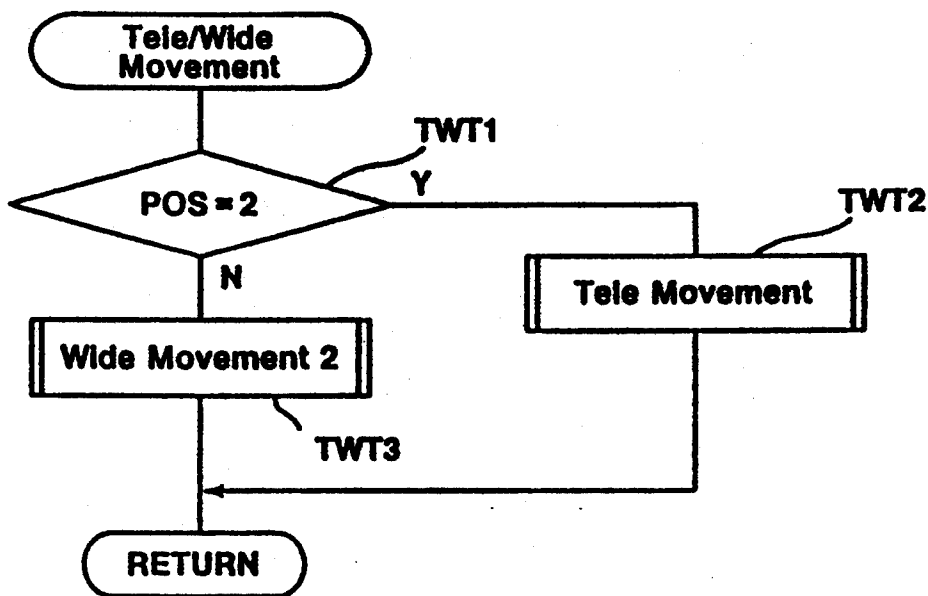 Tele/Wide
Movement
TWT1
POS = 2
Y
TWT2
N
Tele Movement
Wide Movement 2
TWT3
RETURN